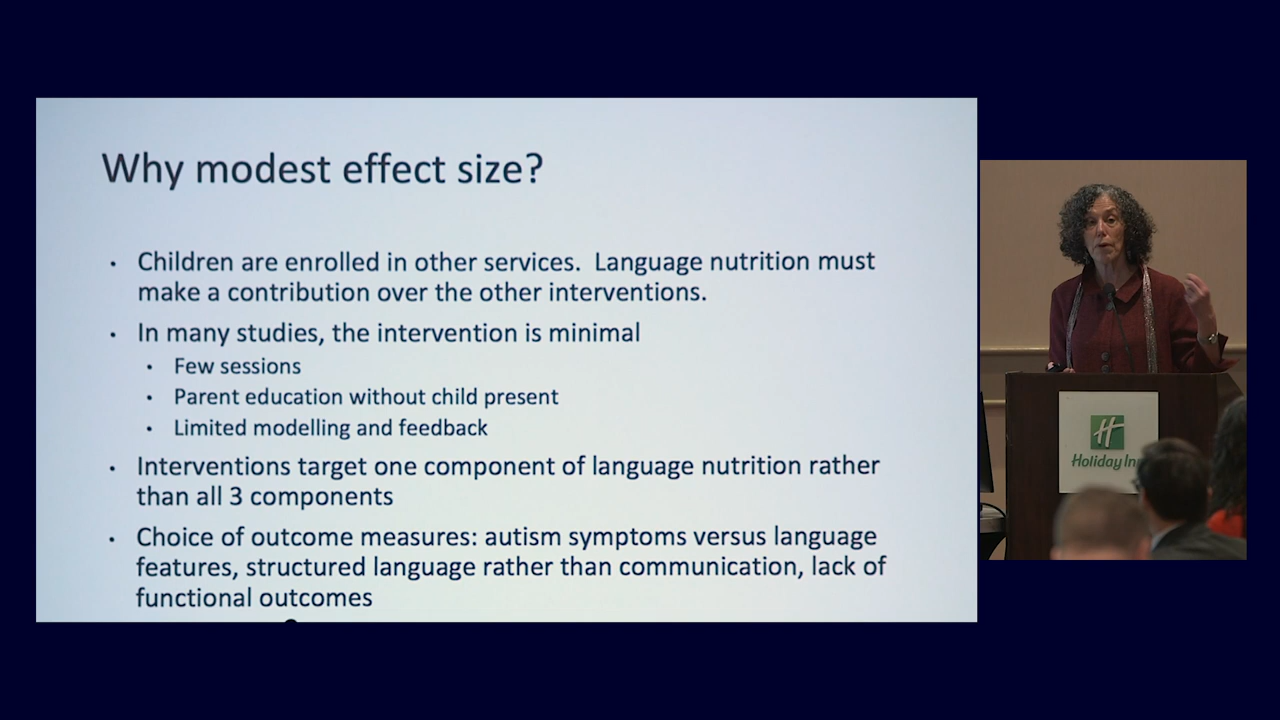 Why modest effect size?
• Children are enrolled in other services. Language nutrition must
make a contribution over the other interventions.
• In many studies, the intervention is minimal
• Few sessions
• Parent education without child present
• Limited modelling and feedback
• Interventions target one component of language nutrition rather
than all 3 components
• Choice of outcome measures: autism symptoms versus language
features, structured language rather than communication, lack of
functional outcomes
H
Holiday In